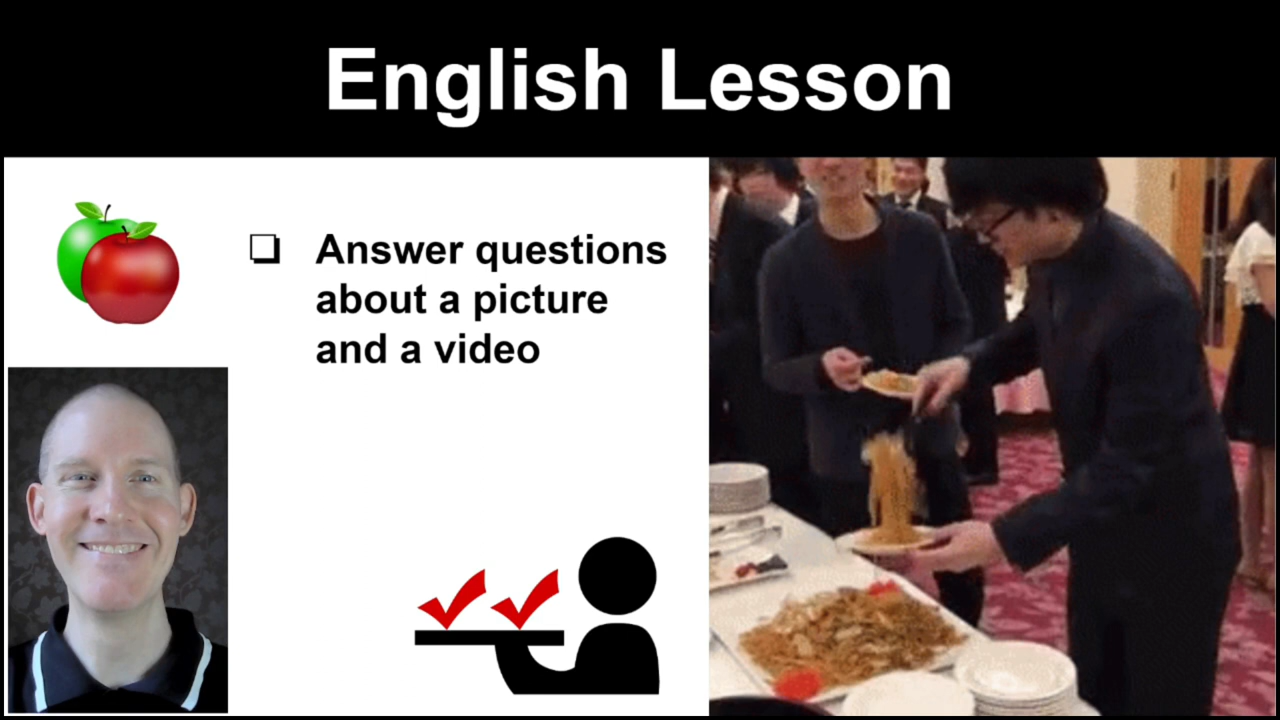 English Lesson
❏ Answer questions
about a picture
and a video